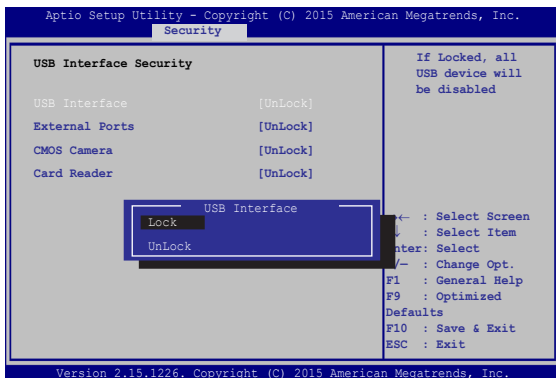 Aptio Setup Utility - Copyright (C) 2015 American Megatrends, Inc.
Security
USB Interface Security
USB Interface [UnLock]
External Ports [UnLock]
CMOS Camera [UnLock]
Card Reader [UnLock]
If Locked, all
USB device will
be disabled
USB Interface
Lock
UnLock
→← : Select Screen
↓ : Select Item
nter: Select
/— : Change Opt.
F1 : General Help
F9 : Optimized
Defaults
F10 : Save & Exit
ESC : Exit
Version 2.15.1226. Copyright (C) 2015 American Megatrends, Inc.